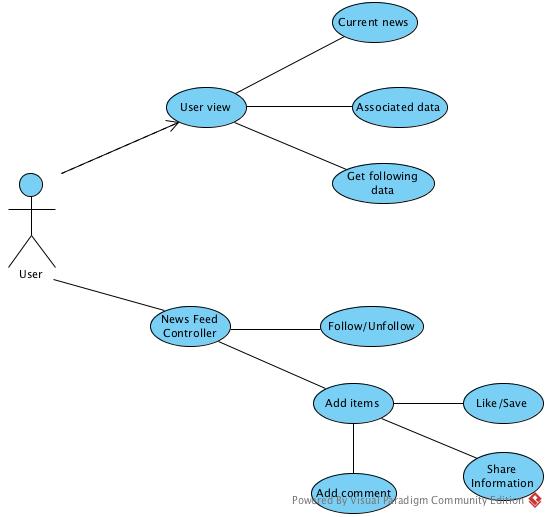 Current news
User view
Associated data
Get following
data
User
News Feed
Controller
Follow/Unfollow
Add items
Like/Save
Share
Information
Add comment
Powered By Visual Paradigm Community Edition